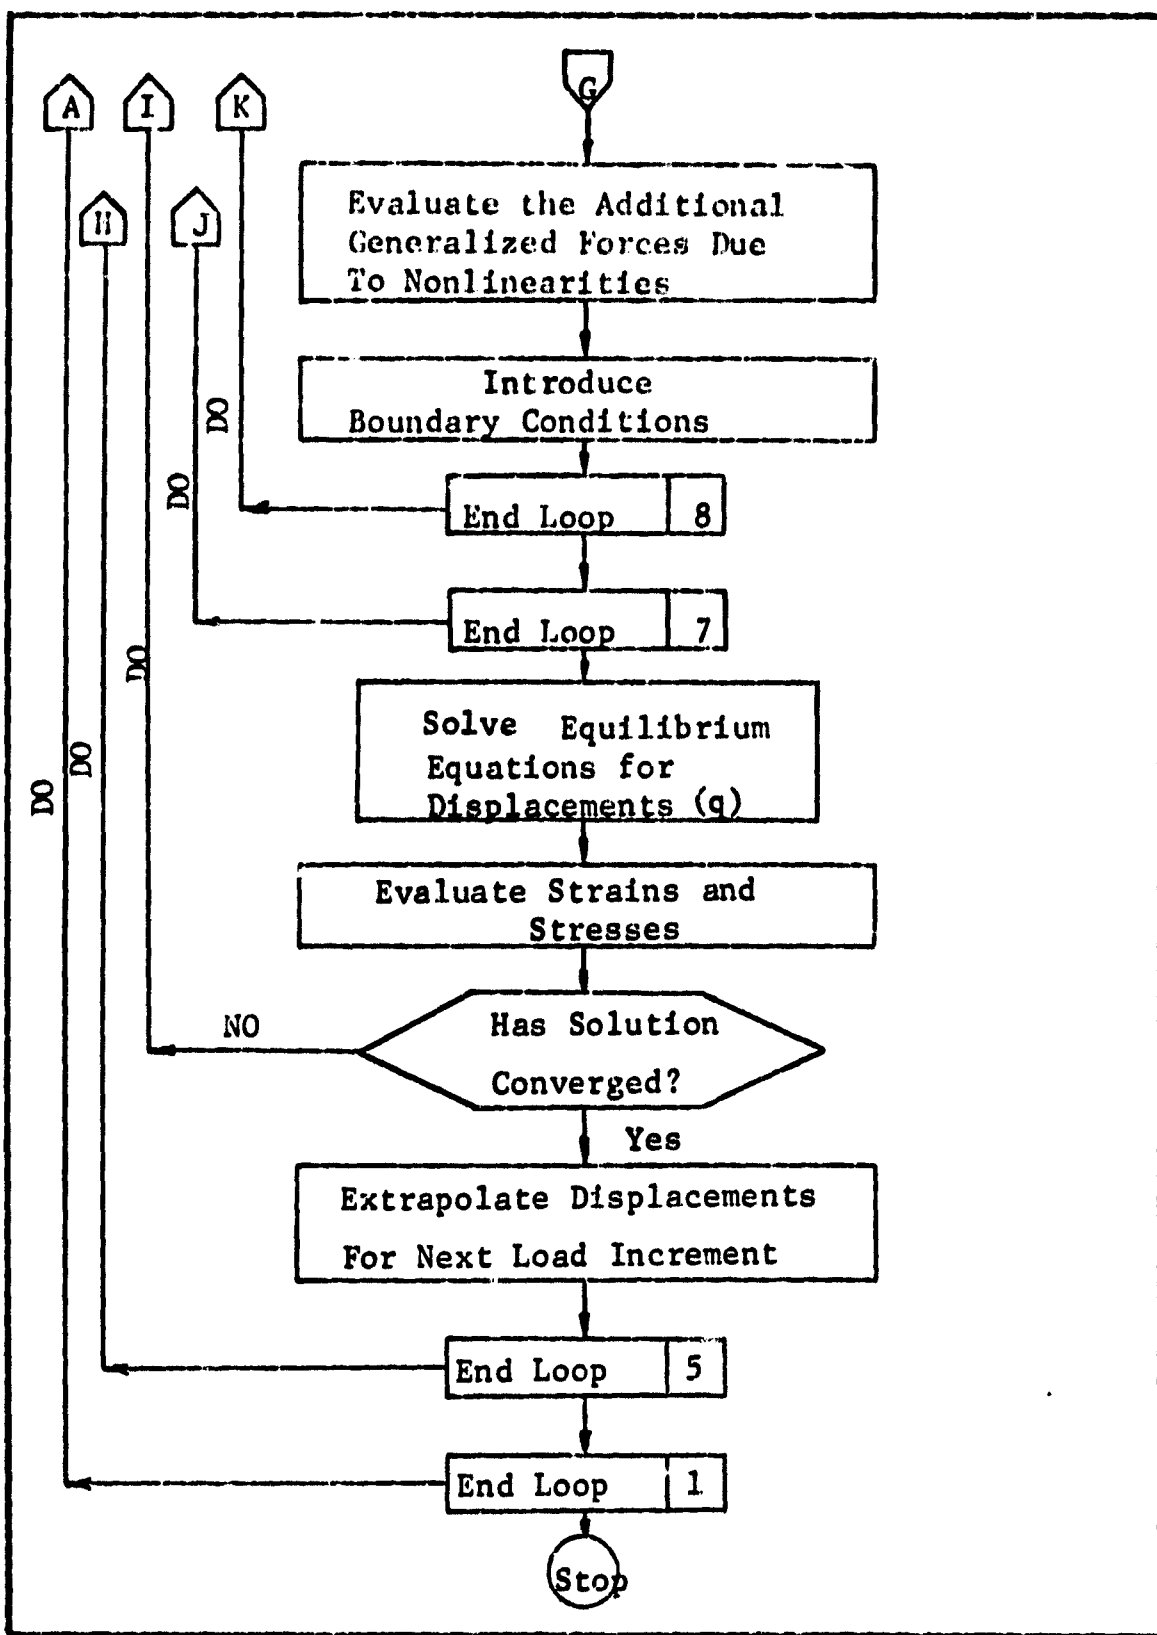 G
A
I
K
H
J
Evaluate the Additional
Generalized Forces Due
To Nonlinearities
Introduce
Boundary Conditions
DO
End Loop 8
DO
End Loop 7
DO
Solve Equilibrium
Equations for
Displacements (q)
DO
DO
Evaluate Strains and
Stresses
Has Solution
Converged?
NO
Yes
Extrapolate Displacements
For Next Load Increment
End Loop 5
End Loop 1
Stop